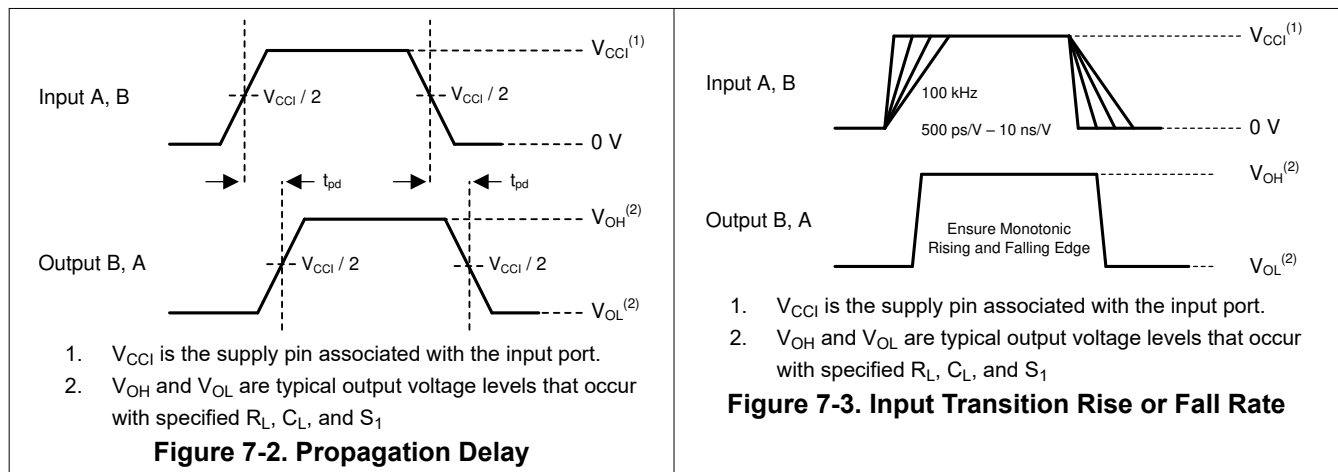 V_CCI^(1)
Input A, B
V_CCI / 2
V_CCI / 2
0 V
t_pd
t_pd
V_OH^(2)
Output B, A
V_CCI / 2
V_CCI / 2
V_OL^(2)
1. V_CCI is the supply pin associated with the input port.
2. V_OH and V_OL are typical output voltage levels that occur
with specified R_L, C_L, and S_1
Figure 7-2. Propagation Delay
V_CCI^(1)
Input A, B
100 kHz
500 ps/V – 10 ns/V
0 V
V_OH^(2)
Output B, A
Ensure Monotonic
Rising and Falling Edge
V_OL^(2)
1. V_CCI is the supply pin associated with the input port.
2. V_OH and V_OL are typical output voltage levels that occur
with specified R_L, C_L, and S_1
Figure 7-3. Input Transition Rise or Fall Rate